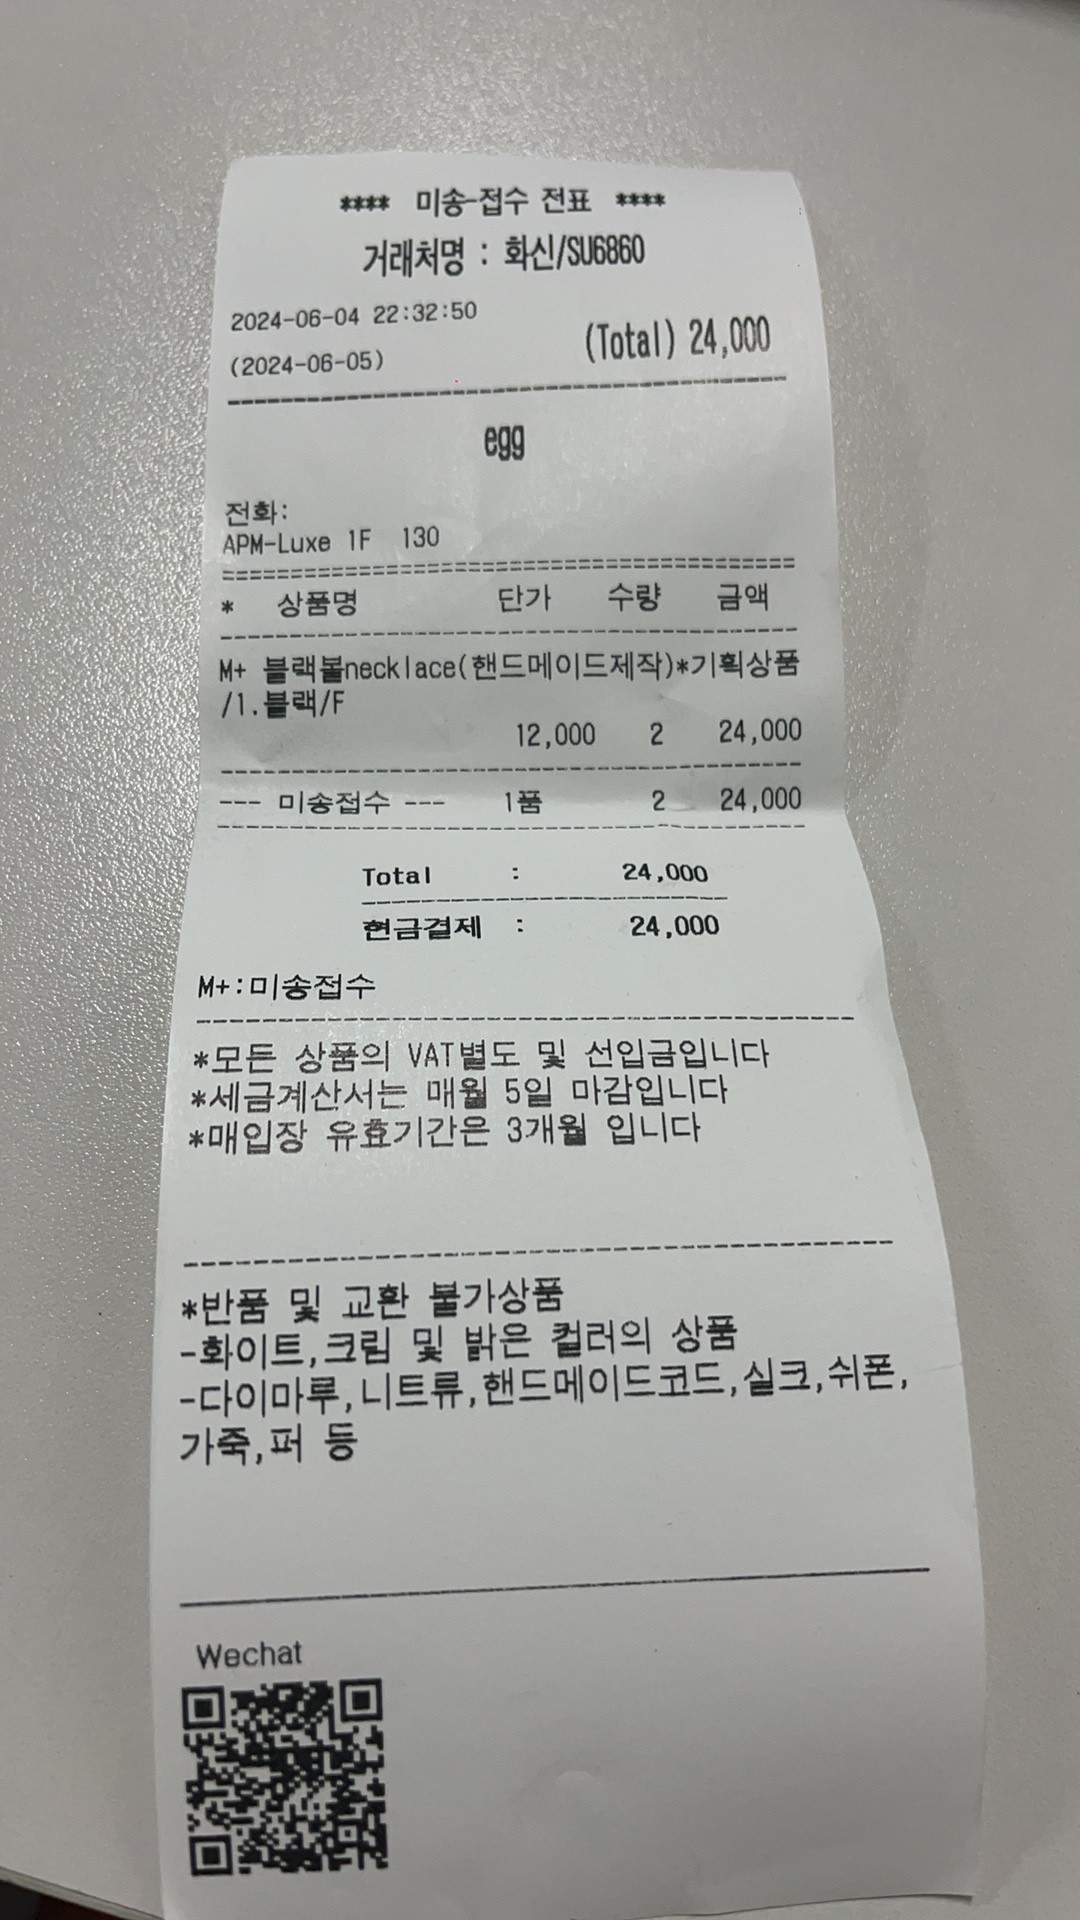 **** 미송-접수 전표 ****
거래처명 : 화신/SU6860
2024-06-04 22:32:50
(Total) 24,000
(2024-06-05)
egg
전화:
APM-Luxe 1F 130
* 상품명 단가 수량 금액
M+ 블랙볼necklace(핸드메이드제작)*기획상품
/1.블랙/F
12,000 2 24,000
--- 미송접수 --- 1품 2 24,000
Total : 24,000
현금결제 : 24,000
M+:미송접수
*모든 상품의 VAT별도 및 선입금입니다
*세금계산서는 매월 5일 마감입니다
*매입장 유효기간은 3개월 입니다
*반품 및 교환 불가상품
-화이트,크림 및 밝은 컬러의 상품
-다이마루,니트류,핸드메이드코드,실크,쉬폰,
가죽,퍼 등
Wechat